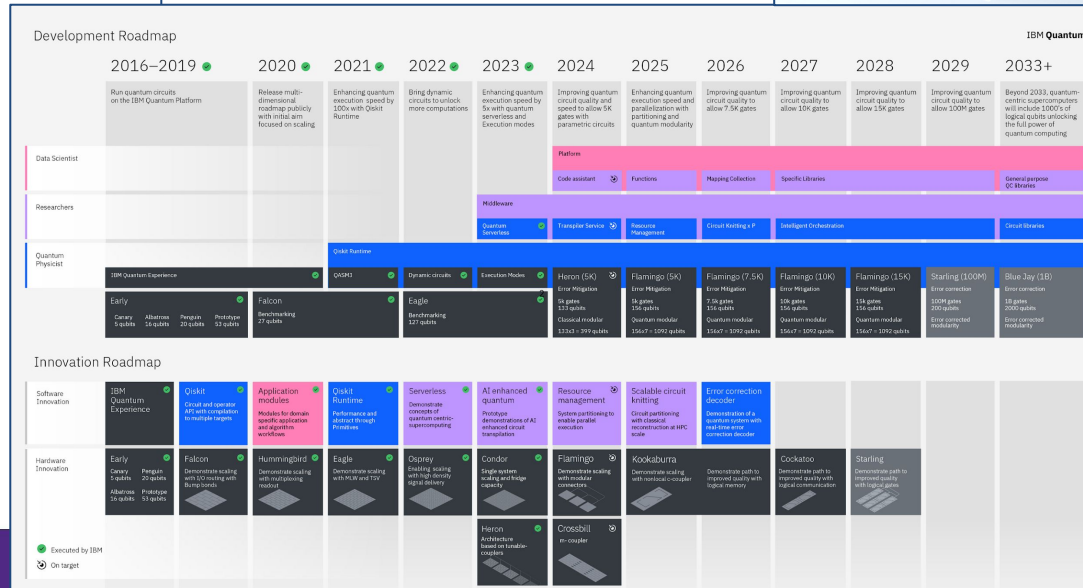 Development Roadmap
IBM Quantum
2016–2019
Run quantum circuits
on the IBM Quantum Platform
2020
Release multi-
dimensional
roadmap publicly
with initial aim
focused on scaling
2021
Enhancing quantum
execution speed by
100x with Qiskit
Runtime
2022
Bring dynamic
circuits to unlock
more computations
2023
Enhancing quantum
execution speed by
5x with quantum
serverless and
Execution modes
2024
Improving quantum
circuit quality and
speed to allow 5K
gates with
parametric circuits
2025
Enhancing quantum
execution speed and
parallelization with
partitioning and
quantum modularity
2026
Improving quantum
circuit quality to
allow 7.5K gates
2027
Improving quantum
circuit quality to
allow 10K gates
2028
Improving quantum
circuit quality to
allow 15K gates
2029
Improving quantum
circuit quality to
allow 100M gates
2033+
Beyond 2033, quantum-
centric supercomputers
will include 1000's of
logical qubits unlocking
the full power of
quantum computing
Data Scientist
Platform
Code assistant
Functions
Mapping Collection
Specific Libraries
General purpose
QC libraries
Researchers
Middleware
Quantum
Serverless
Transpiler Service
Resource
Management
Circuit Knitting x P
Intelligent Orchestration
Circuit libraries
Quantum
Physicist
Qiskit Runtime
IBM Quantum Experience
QASM3
Dynamic circuits
Execution Modes
Early
Canary
5 qubits
Albatross
16 qubits
Penguin
20 qubits
Prototype
53 qubits
Falcon
Benchmarking
27 qubits
Eagle
Benchmarking
127 qubits
Heron (5K)
Error Mitigation
5k gates
133 qubits
Classical modular
133x3 = 399 qubits
Flamingo (5K)
Error Mitigation
5k gates
156 qubits
Quantum modular
156x7 = 1092 qubits
Flamingo (7.5K)
Error Mitigation
7.5k gates
156 qubits
Quantum modular
156x7 = 1092 qubits
Flamingo (10K)
Error Mitigation
10k gates
156 qubits
Quantum modular
156x7 = 1092 qubits
Flamingo (15K)
Error Mitigation
15k gates
156 qubits
Quantum modular
156x7 = 1092 qubits
Starling (100M)
Error correction
100M gates
200 qubits
Error corrected
modularity
Blue Jay (1B)
Error correction
1B gates
2000 qubits
Error corrected
modularity
Innovation Roadmap
Software
Innovation
IBM
Quantum
Experience
Qiskit
Circuit and operator
API with compilation
to multiple targets
Application
modules
Modules for domain
specific application
and algorithm
workflows
Qiskit
Runtime
Performance and
abstract through
Primitives
Serverless
Demonstrate
concepts of
quantum centric-
supercomputing
AI enhanced
quantum
Prototype
demonstrations of AI
enhanced circuit
transpilation
Resource
management
System partitioning to
enable parallel
execution
Scalable circuit
knitting
Circuit partitioning
with classical
reconstruction at HPC
scale
Error correction
decoder
Demonstration of a
quantum system with
real-time error
correction decoder
Hardware
Innovation
Early
Canary
5 qubits
Penguin
20 qubits
Albatross
16 qubits
Prototype
53 qubits
Falcon
Demonstrate scaling
with I/O routing with
Bump bonds
Hummingbird
Demonstrate scaling
with multiplexing
readout
Eagle
Demonstrate scaling
with MLW and TSV
Osprey
Enabling scaling
with high density
signal delivery
Condor
Single system
scaling and fridge
capacity
Flamingo
Demonstrate scaling
with modular
connectors
Kookaburra
Demonstrate scaling
with nonlocal c-coupler
Demonstrate path to
improved quality with
logical memory
Cockatoo
Demonstrate path to
improved quality with
logical communication
Starling
Demonstrate path to
improved quality
with logical gates
Heron
Architecture
based on tunable-
couplers
Crossbill
m- coupler
Executed by IBM
On target